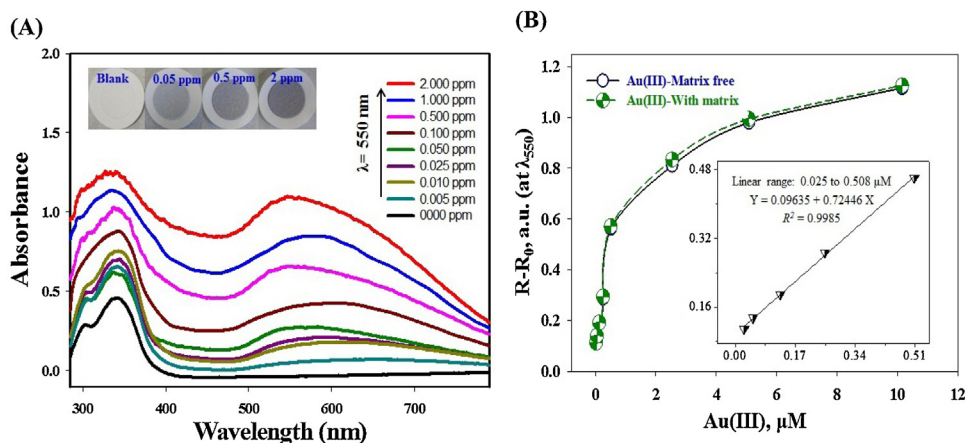 (A)
2.0
1.5
1.0
0.5
0.0
Absorbance
300 400 500 600 700
Wavelength (nm)
Blank 0.05 ppm 0.5 ppm 2 ppm
λ= 550 nm
2.000 ppm
1.000 ppm
0.500 ppm
0.100 ppm
0.050 ppm
0.025 ppm
0.010 ppm
0.005 ppm
0000 ppm
(B)
1.2
1.0
0.8
0.6
0.4
0.2
0.0
R-R0, a.u. (at λ550)
0 2 4 6 8 10 12
Au(III), µM
Au(III)-Matrix free
Au(III)-With matrix
0.48
0.32
0.16
Linear range: 0.025 to 0.508 µM
Y = 0.09635 + 0.72446 X
R² = 0.9985
0.00 0.17 0.34 0.51